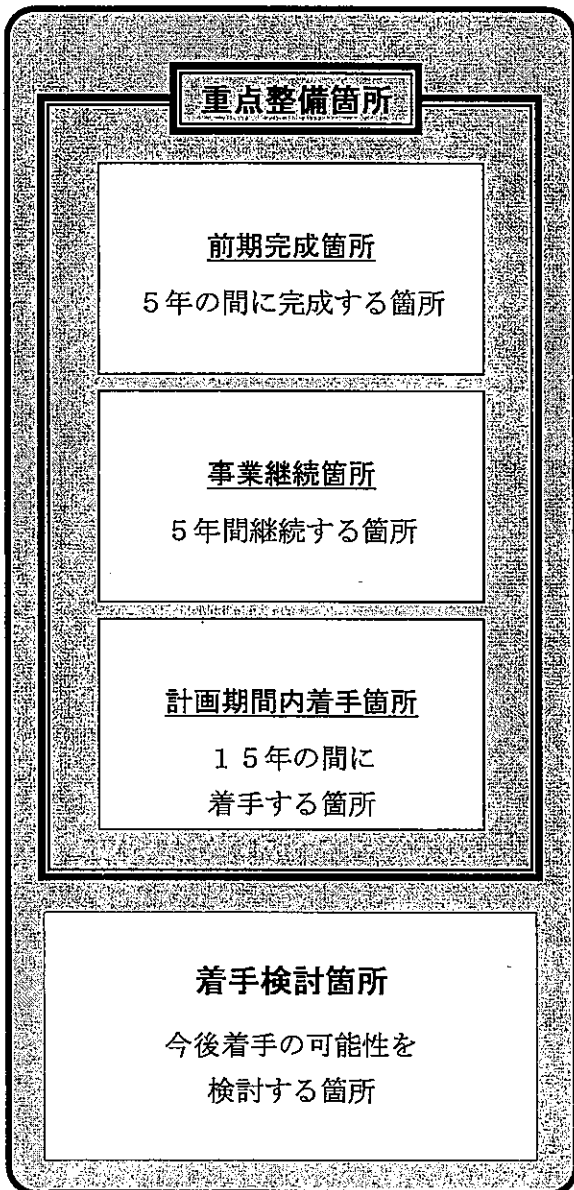 重点整備箇所
前期完成箇所
５年の間に完成する箇所
事業継続箇所
５年間継続する箇所
計画期間内着手箇所
１５年の間に
着手する箇所
着手検討箇所
今後着手の可能性を
検討する箇所